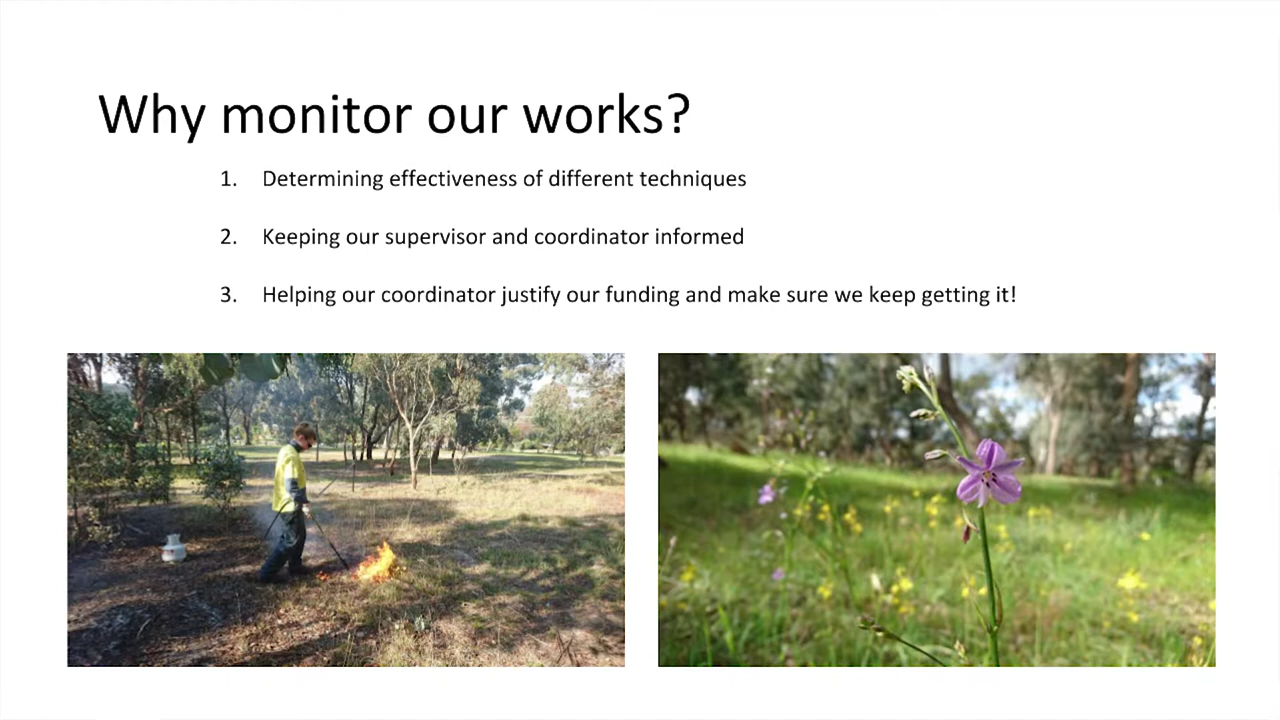 Why monitor our works?
1. Determining effectiveness of different techniques
2. Keeping our supervisor and coordinator informed
3. Helping our coordinator justify our funding and make sure we keep getting it!